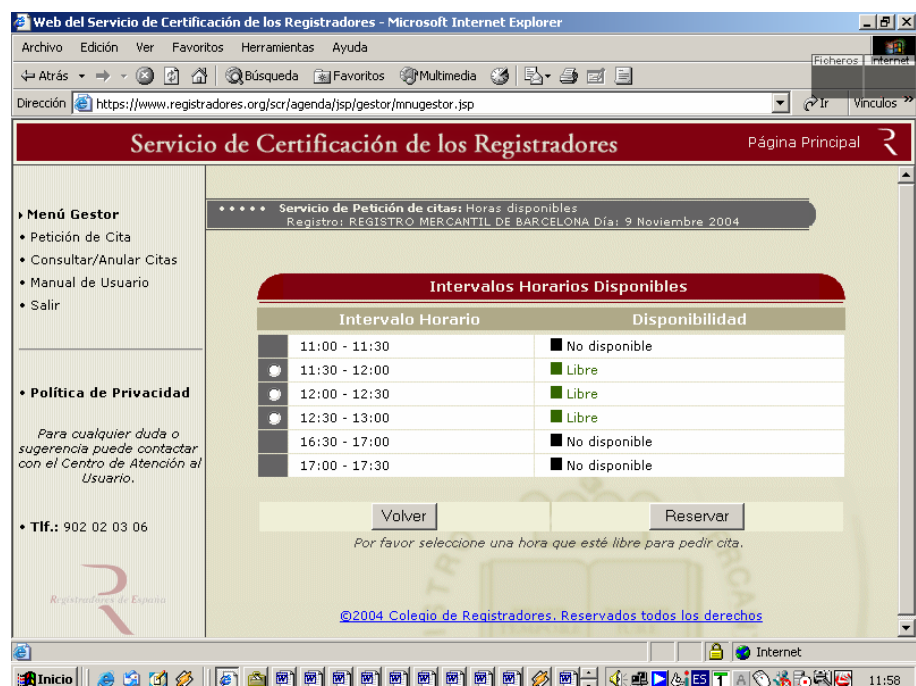 Web del Servicio de Certificación de los Registradores - Microsoft Internet Explorer
Archivo Edición Ver Favoritos Herramientas Ayuda
Ficheros Internet
Atrás Búsqueda Favoritos Multimedia
Dirección https://www.registradores.org/scr/agenda/jsp/gestor/mnugestor.jsp Ir Vínculos »
Servicio de Certificación de los Registradores Página Principal
Menú Gestor
• Petición de Cita
• Consultar/Anular Citas
• Manual de Usuario
• Salir
• Política de Privacidad
Para cualquier duda o
sugerencia puede contactar
con el Centro de Atención al
Usuario.
• Tlf.: 902 02 03 06
Registradores de España
Servicio de Petición de citas: Horas disponibles
Registro: REGISTRO MERCANTIL DE BARCELONA Día: 9 Noviembre 2004
Intervalos Horarios Disponibles
Intervalo Horario Disponibilidad
11:00 - 11:30 No disponible
11:30 - 12:00 Libre
12:00 - 12:30 Libre
12:30 - 13:00 Libre
16:30 - 17:00 No disponible
17:00 - 17:30 No disponible
Volver Reservar
Por favor seleccione una hora que esté libre para pedir cita.
©2004 Colegio de Registradores. Reservados todos los derechos
Internet
Inicio ES 11:58